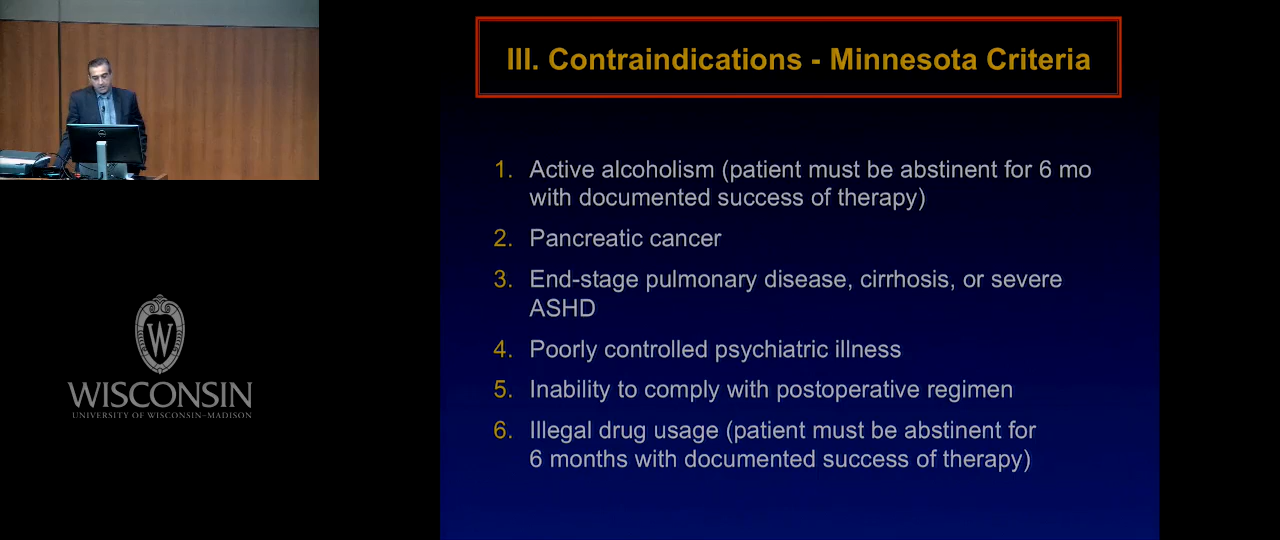 III. Contraindications - Minnesota Criteria
1. Active alcoholism (patient must be abstinent for 6 mo
with documented success of therapy)
2. Pancreatic cancer
3. End-stage pulmonary disease, cirrhosis, or severe
ASHD
4. Poorly controlled psychiatric illness
5. Inability to comply with postoperative regimen
6. Illegal drug usage (patient must be abstinent for
6 months with documented success of therapy)
W
WISCONSIN
UNIVERSITY OF WISCONSIN–MADISON